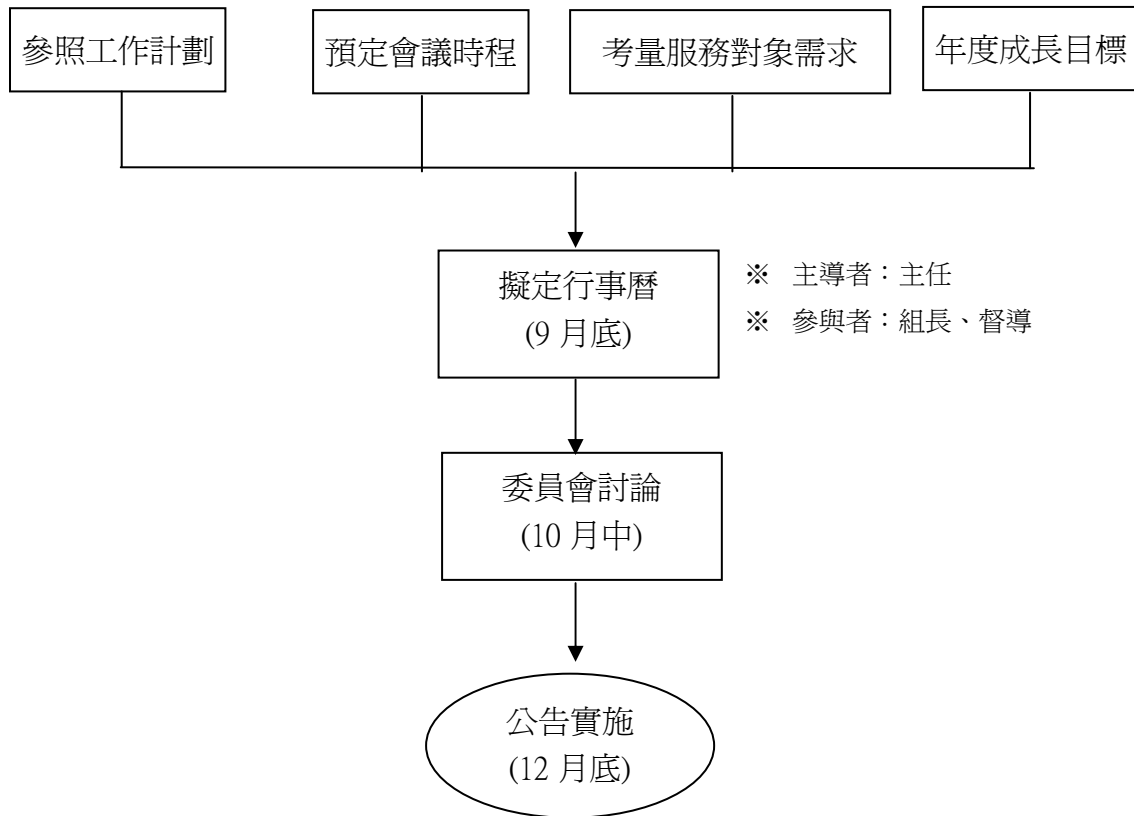 參照工作計劃
預定會議時程
考量服務對象需求
年度成長目標
擬定行事曆
(9 月底)
※ 主導者：主任
※ 參與者：組長、督導
委員會討論
(10 月中)
公告實施
(12 月底)